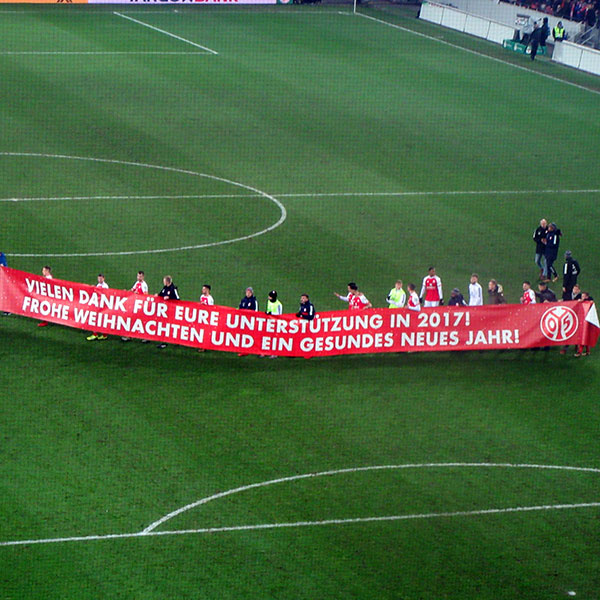 VIELEN DANK FÜR EURE UNTERSTÜTZUNG IN 2017!
FROHE WEIHNACHTEN UND EIN GESUNDES NEUES JAHR!